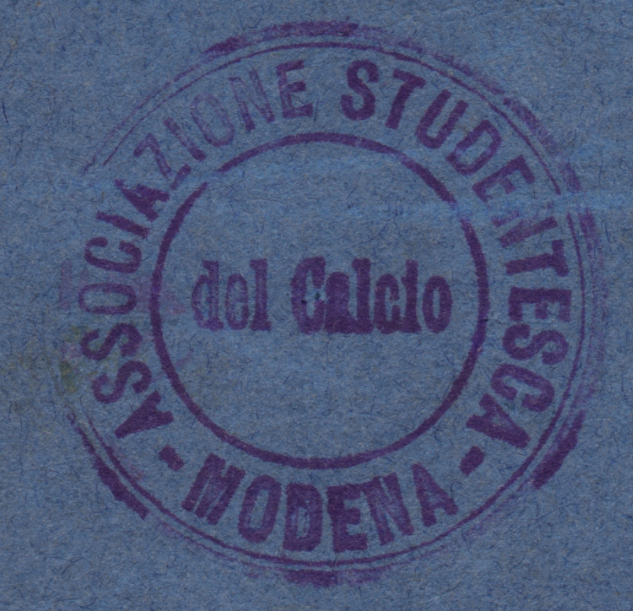 ASSOCIAZIONE STUDENTESCA
del Calcio
- MODENA -